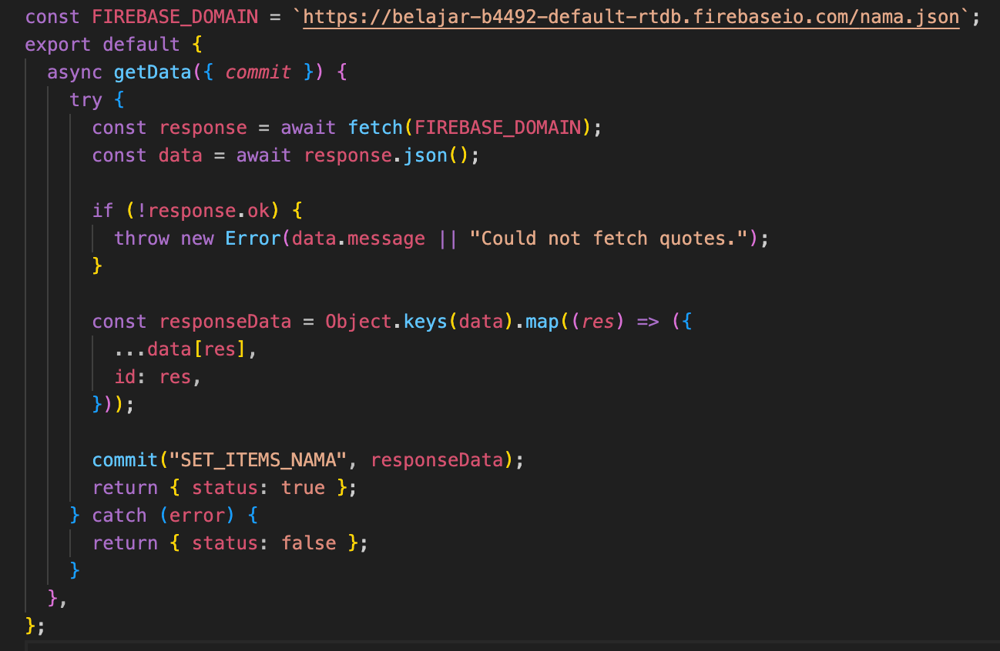 const FIREBASE_DOMAIN = `https://belajar-b4492-default-rtdb.firebaseio.com/nama.json`;
export default {
  async getData({ commit }) {
    try {
      const response = await fetch(FIREBASE_DOMAIN);
      const data = await response.json();

      if (!response.ok) {
        throw new Error(data.message || "Could not fetch quotes.");
      }

      const responseData = Object.keys(data).map((res) => ({
        ...data[res],
        id: res,
      }));

      commit("SET_ITEMS_NAMA", responseData);
      return { status: true };
    } catch (error) {
      return { status: false };
    }
  },
};